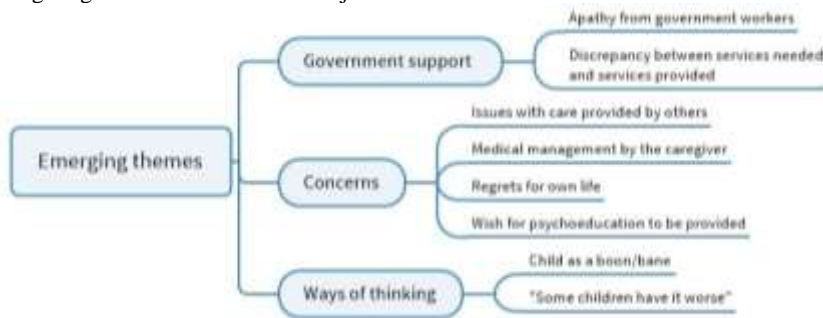 Government support
Apathy from government workers
Discrepancy between services needed
and services provided
Emerging themes
Concerns
Issues with care provided by others
Medical management by the caregiver
Regrets for own life
Wish for psychoeducation to be provided
Ways of thinking
Child as a boon/bane
"Some children have it worse"